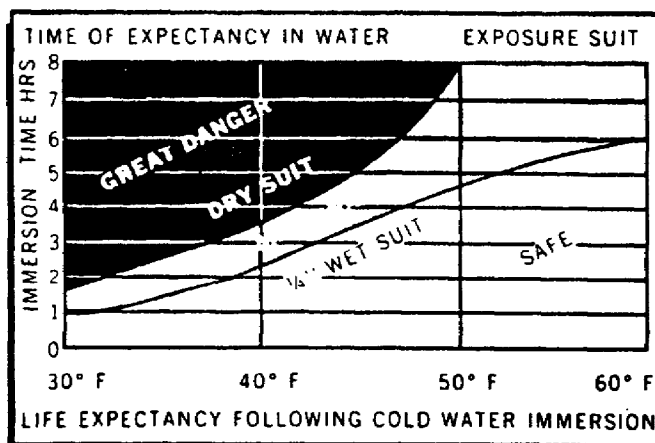 TIME OF EXPECTANCY IN WATER EXPOSURE SUIT
IMMERSION TIME HRS
8
7
6
5
4
3
2
1
0
GREAT DANGER
DRY SUIT
1/4" WET SUIT
SAFE
30° F 40° F 50° F 60° F
LIFE EXPECTANCY FOLLOWING COLD WATER IMMERSION